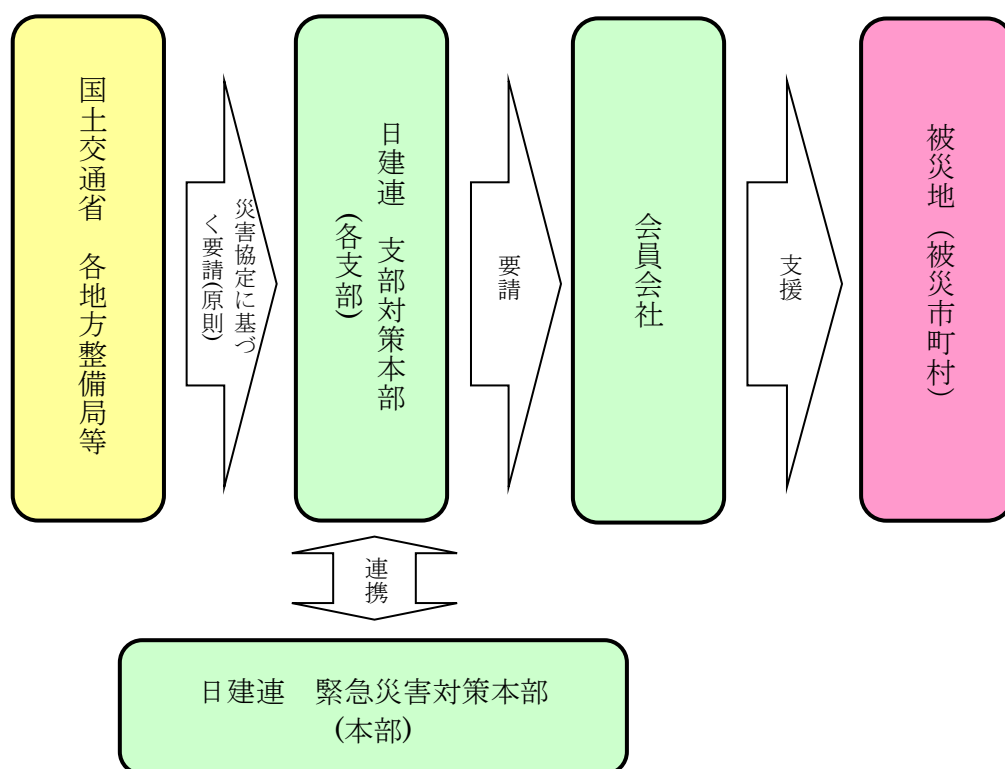 国土交通省　各地方整備局等
災害協定に基づ
く要請(原則)
日建連　支部対策本部
(各支部)
要請
会員会社
支援
被災地（被災市町村）
連携
日建連　緊急災害対策本部
(本部)